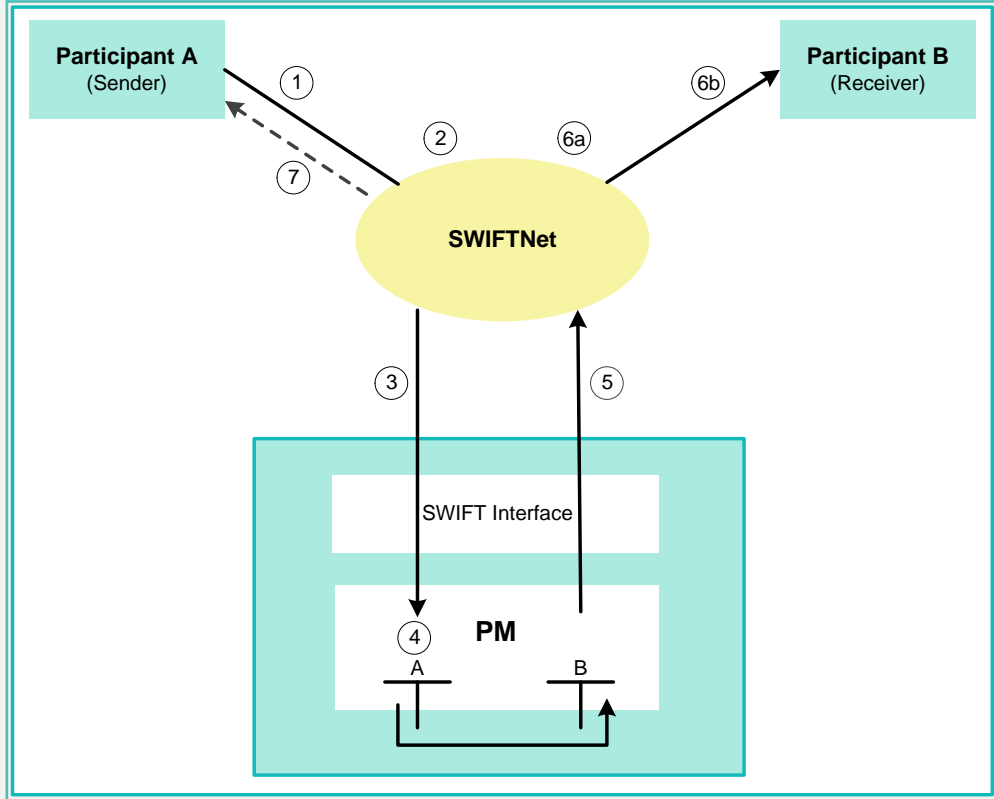 Participant A
(Sender)
Participant B
(Receiver)
1
6b
2
6a
7
SWIFTNet
3
5
SWIFT Interface
4
PM
A
B